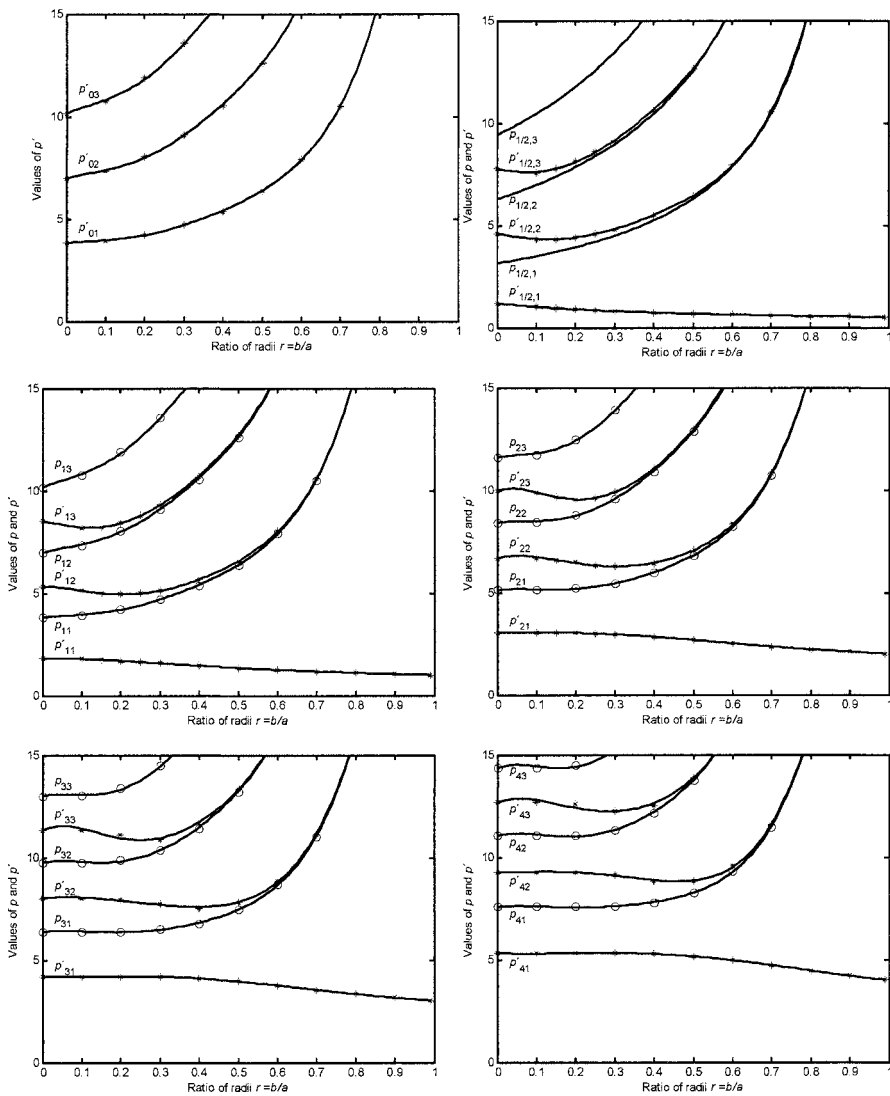 15
10
5
0
Values of p′
p′03
p′02
p′01
0 0.1 0.2 0.3 0.4 0.5 0.6 0.7 0.8 0.9 1
Ratio of radii r =b/a
15
10
5
0
Values of p and p′
p1/2,3
p′1/2,3
p1/2,2
p′1/2,2
p1/2,1
p′1/2,1
0 0.1 0.2 0.3 0.4 0.5 0.6 0.7 0.8 0.9 1
Ratio of radii r =b/a
15
10
5
0
Values of p and p′
p13
p′13
p12
p′12
p11
p′11
0 0.1 0.2 0.3 0.4 0.5 0.6 0.7 0.8 0.9 1
Ratio of radii r =b/a
15
10
5
0
Values of p and p′
p23
p′23
p22
p′22
p21
p′21
0 0.1 0.2 0.3 0.4 0.5 0.6 0.7 0.8 0.9 1
Ratio of radii r =b/a
15
10
5
0
Values of p and p′
p33
p′33
p32
p′32
p31
p′31
0 0.1 0.2 0.3 0.4 0.5 0.6 0.7 0.8 0.9 1
Ratio of radii r =b/a
15
10
5
0
Values of p and p′
p43
p′43
p42
p′42
p41
p′41
0 0.1 0.2 0.3 0.4 0.5 0.6 0.7 0.8 0.9 1
Ratio of radii r =b/a